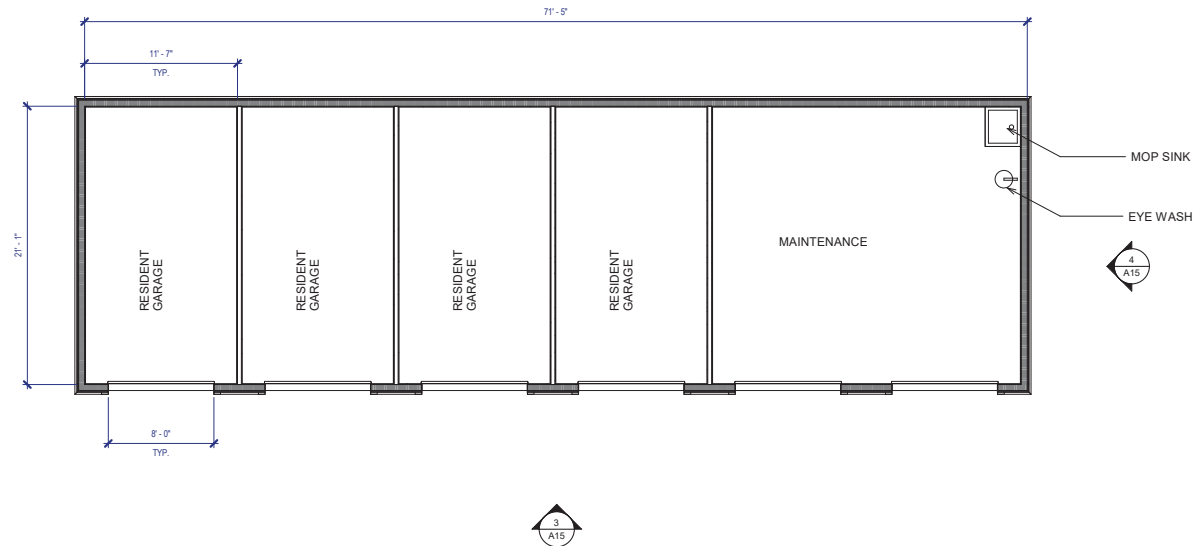 71' - 5"
11' - 7"
TYP.
MOP SINK
EYE WASH
21' - 1"
MAINTENANCE
RESIDENT
GARAGE
RESIDENT
GARAGE
RESIDENT
GARAGE
RESIDENT
GARAGE
4
A15
8' - 0"
TYP.
3
A15